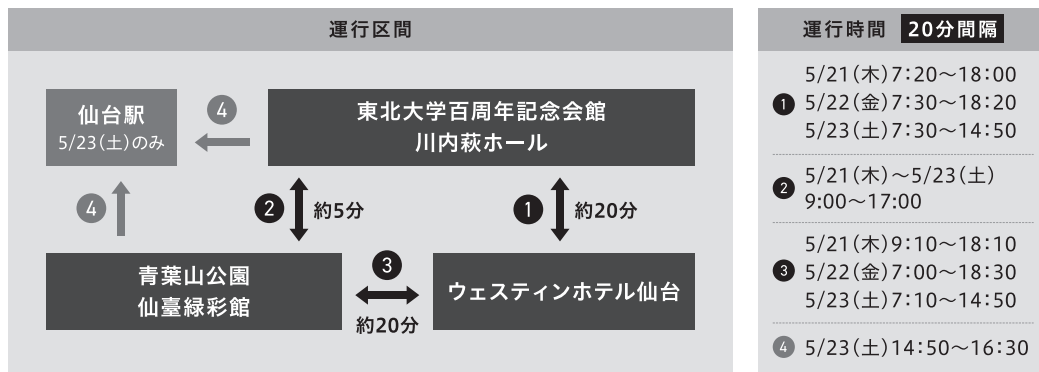 運行区間
仙台駅
5/23(土)のみ
4
東北大学百周年記念会館
川内萩ホール
4
2
約5分
1
約20分
青葉山公園
仙臺緑彩館
3
約20分
ウェスティンホテル仙台
運行時間 20分間隔
1
5/21(木)7:20〜18:00
5/22(金)7:30〜18:20
5/23(土)7:30〜14:50
2
5/21(木)〜5/23(土)
9:00〜17:00
3
5/21(木)9:10〜18:10
5/22(金)7:00〜18:30
5/23(土)7:10〜14:50
4 5/23(土)14:50〜16:30